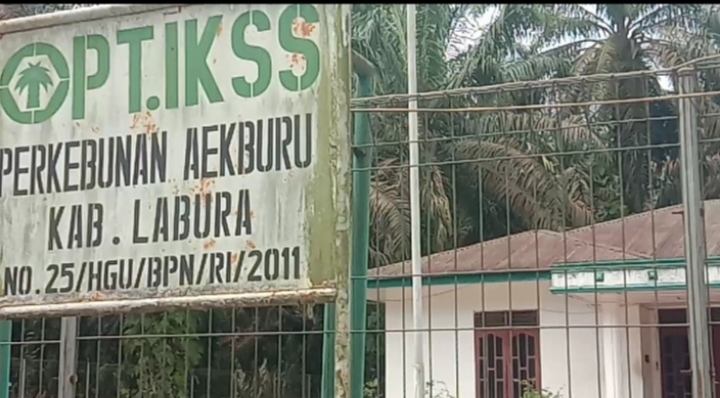 PT.IKSS
PERKEBUNAN AEKBURU
KAB. LABURA
NO.25/HGU/BPN/RI/2011